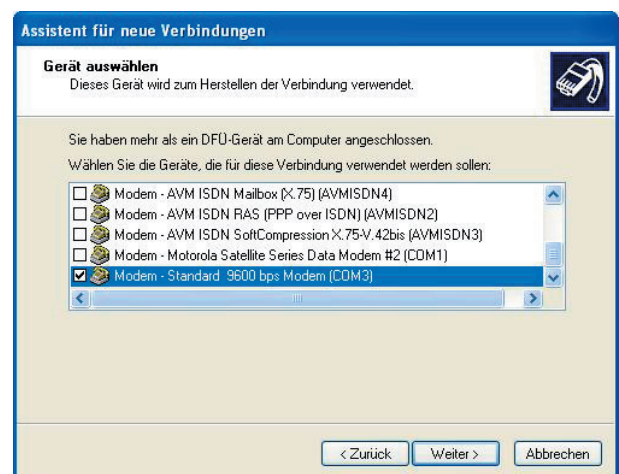 Assistent für neue Verbindungen
Gerät auswählen
Dieses Gerät wird zum Herstellen der Verbindung verwendet.
Sie haben mehr als ein DFÜ-Gerät am Computer angeschlossen.
Wählen Sie die Geräte, die für diese Verbindung verwendet werden sollen:
Modem - AVM ISDN Mailbox (X.75) (AVMISDN4)
Modem - AVM ISDN RAS (PPP over ISDN) (AVMISDN2)
Modem - AVM ISDN SoftCompression X.75-V.42bis (AVMISDN3)
Modem - Motorola Satellite Series Data Modem #2 (COM1)
Modem - Standard 9600 bps Modem (COM3)
< Zurück Weiter > Abbrechen